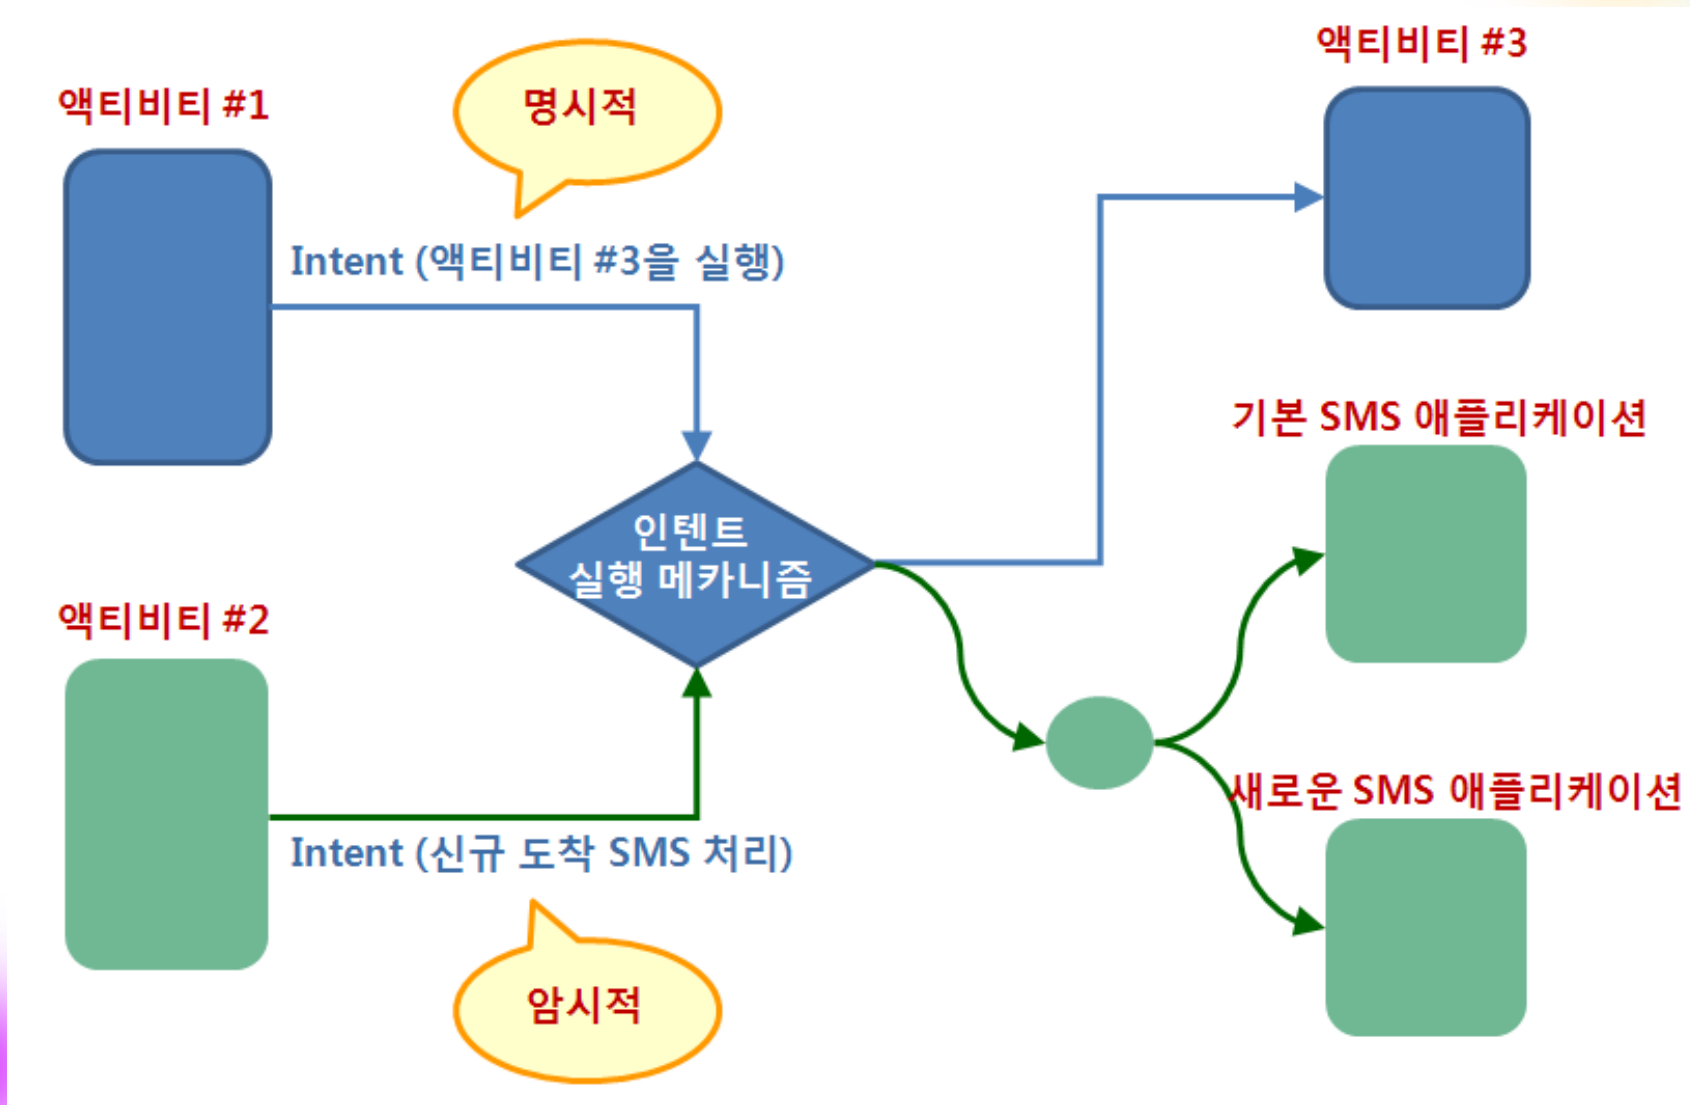 액티비티 #1
명시적
액티비티 #3
Intent (액티비티 #3을 실행)
기본 SMS 애플리케이션
인텐트
실행 메카니즘
액티비티 #2
새로운 SMS 애플리케이션
Intent (신규 도착 SMS 처리)
암시적